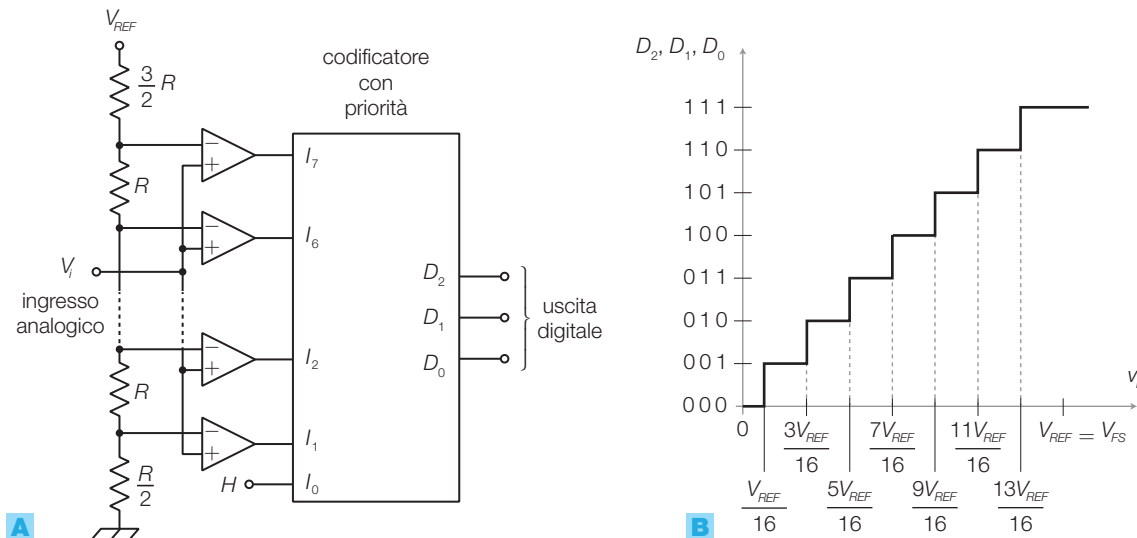 V_REF
3/2 R
R
V_i
ingresso
analogico
R
R/2
H
codificatore
con
priorità
I_7
I_6
I_2
I_1
I_0
D_2
D_1
D_0
uscita
digitale
A
D_2, D_1, D_0
111
110
101
100
011
010
001
000
0
3V_REF/16
7V_REF/16
11V_REF/16
V_REF = V_FS
V_REF/16
5V_REF/16
9V_REF/16
13V_REF/16
B